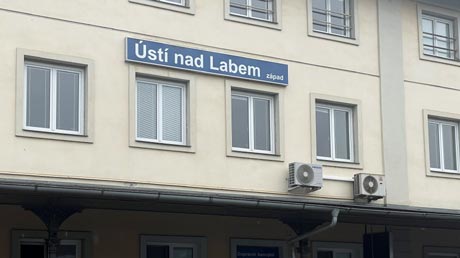 Ústí nad Labem západ